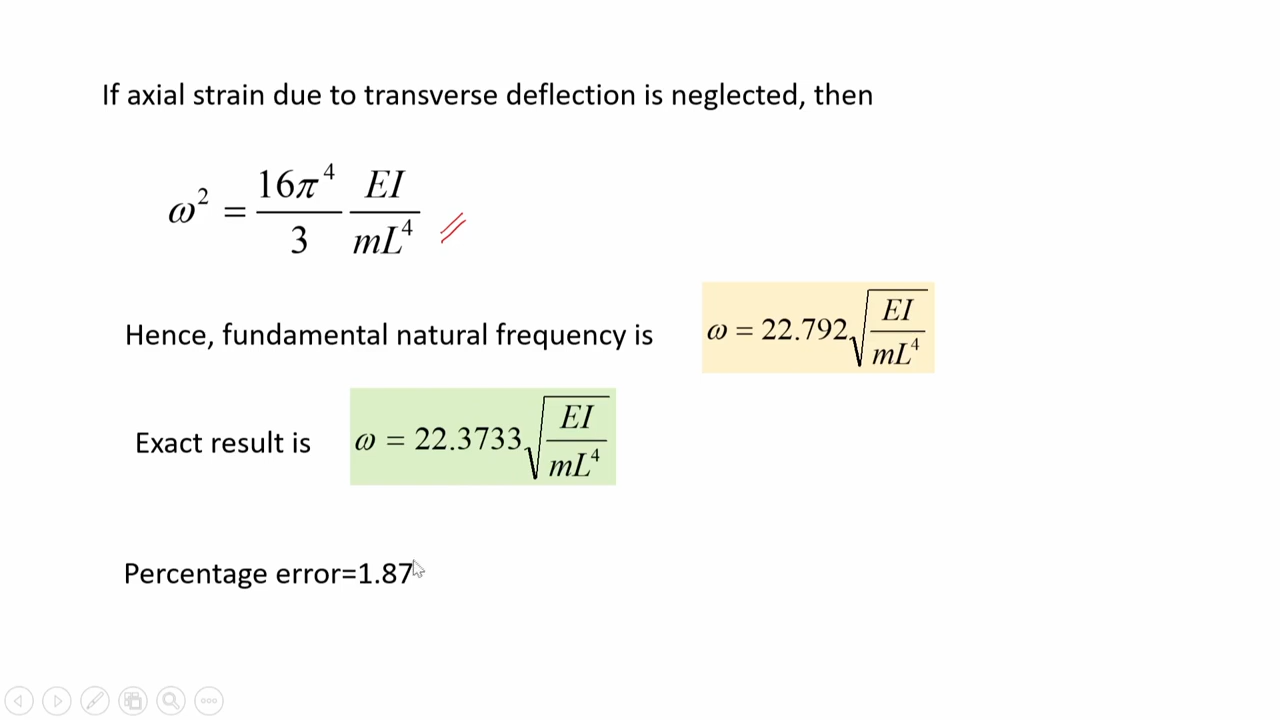 If axial strain due to transverse deflection is neglected, then
ω² = 16π⁴/3 EI/mL⁴
Hence, fundamental natural frequency is ω = 22.792√(EI/mL⁴)
Exact result is ω = 22.3733√(EI/mL⁴)
Percentage error=1.87